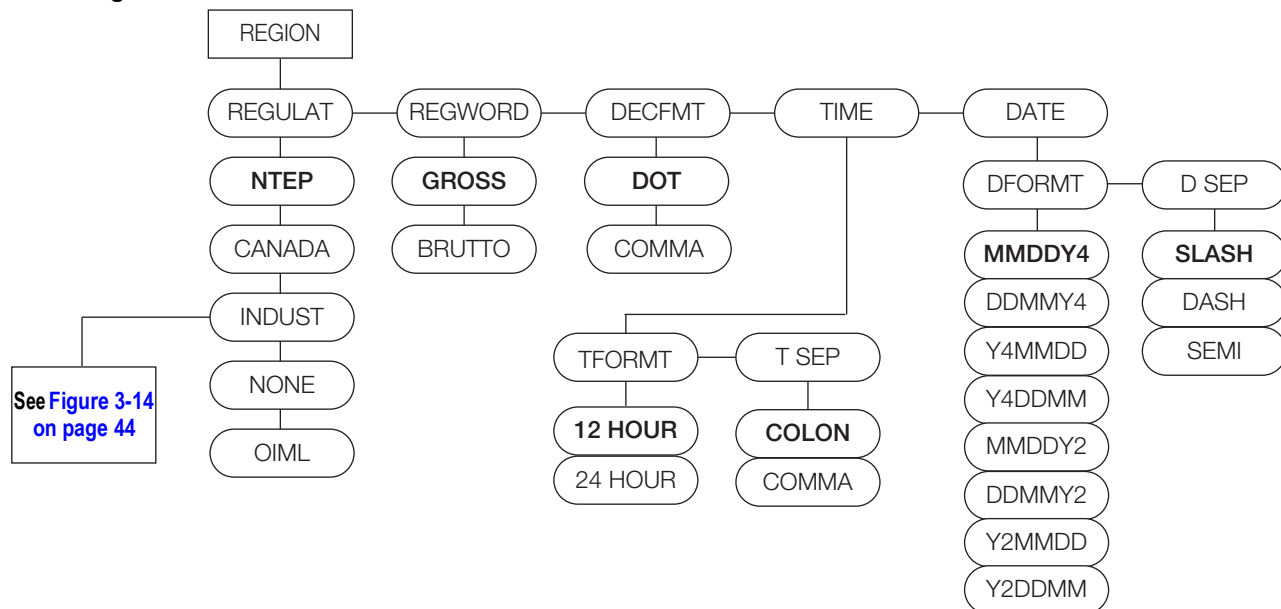 REGION
REGULAT
REGWORD
DECFMT
TIME
DATE
NTEP
GROSS
DOT
DFORMT
D SEP
CANADA
BRUTTO
COMMA
MMDDY4
SLASH
INDUST
DDMMY4
DASH
TFORMT
T SEP
Y4MMDD
SEMI
See Figure 3-14
on page 44
NONE
Y4DDMM
12 HOUR
COLON
MMDDY2
OIML
24 HOUR
COMMA
DDMMY2
Y2MMDD
Y2DDMM